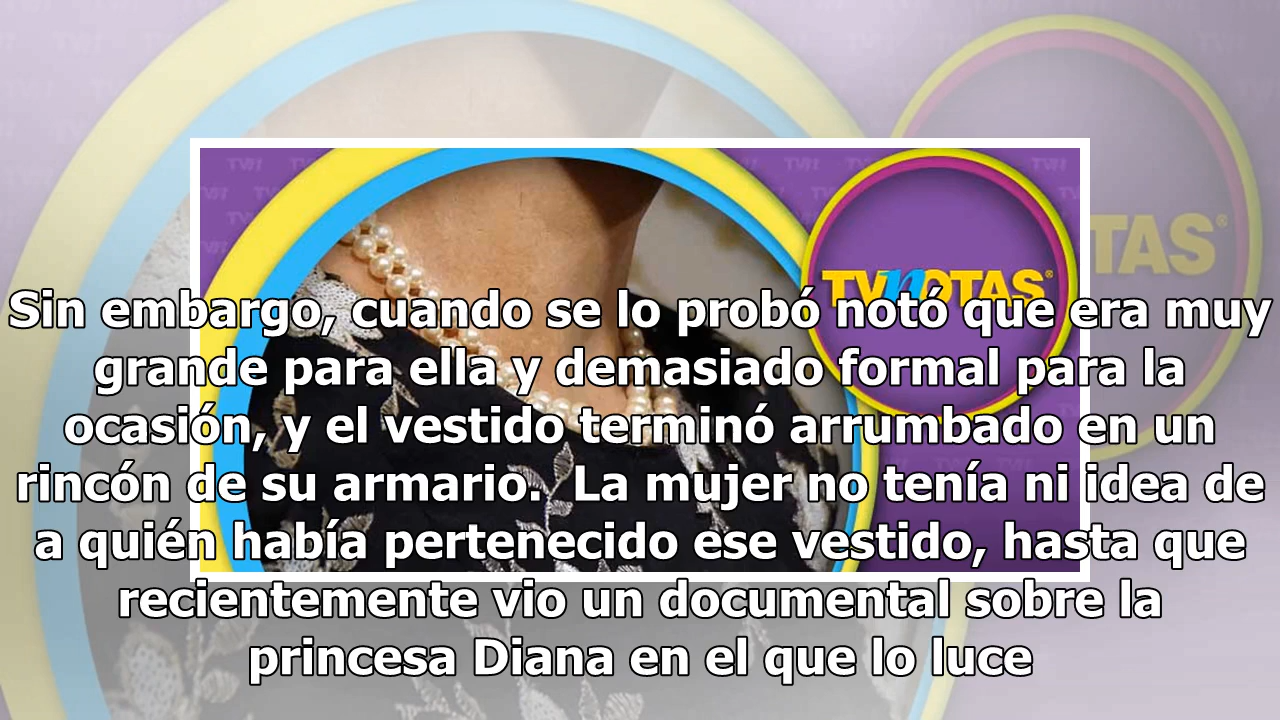 TVnOTAS®
TAS®
Sin embargo, cuando se lo probó notó que era muy
grande para ella y demasiado formal para la
ocasión, y el vestido terminó arrumbado en un
rincón de su armario.  La mujer no tenía ni idea de
a quién había pertenecido ese vestido, hasta que
recientemente vio un documental sobre la
princesa Diana en el que lo luce